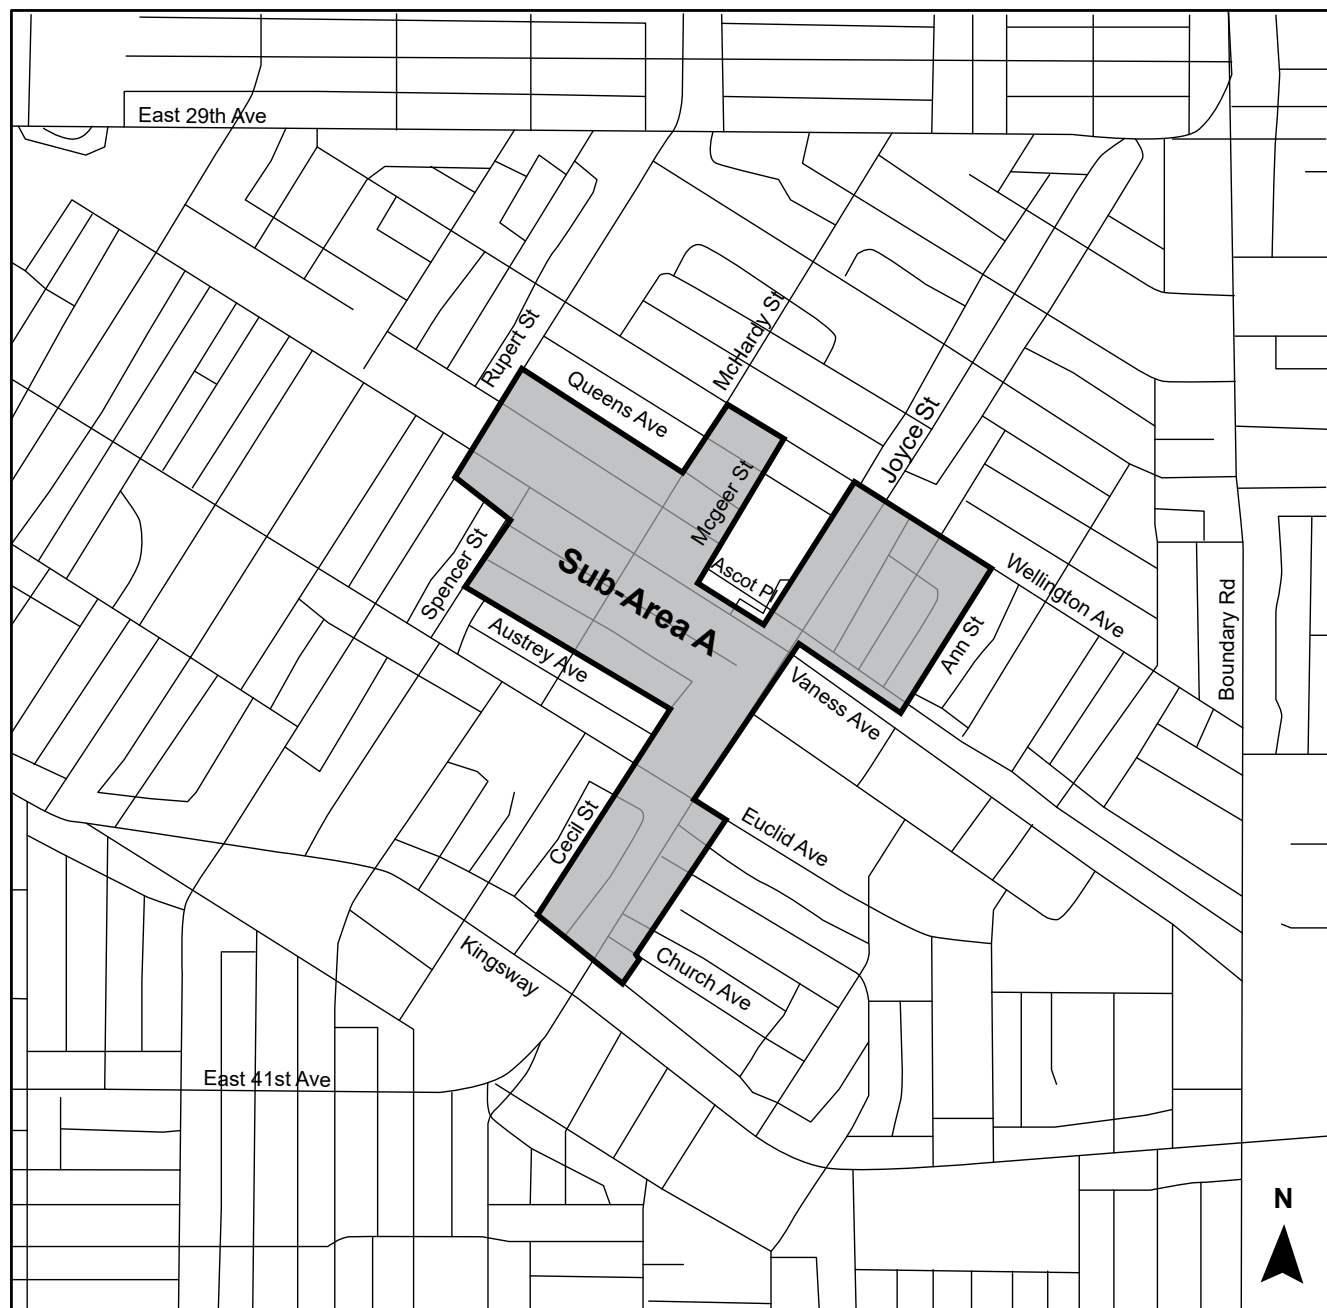 East 29th Ave
Rupert St
McHardy St
Queens Ave
Joyce St
Mcgeer St
Spencer St
Sub-Area A
Ascot Pl
Wellington Ave
Boundary Rd
Austrey Ave
Ann St
Vaness Ave
Cecil St
Euclid Ave
Kingsway
Church Ave
East 41st Ave
N